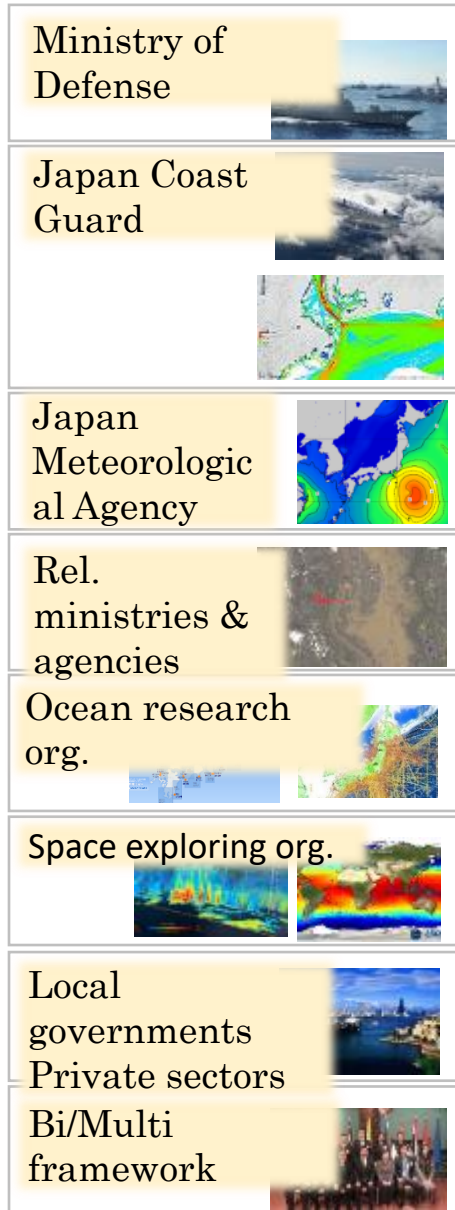 Ministry of
Defense
Japan Coast
Guard
Japan
Meteorologic
al Agency
Rel.
ministries &
agencies
Ocean research
org.
Space exploring org.
Local
governments
Private sectors
Bi/Multi
framework